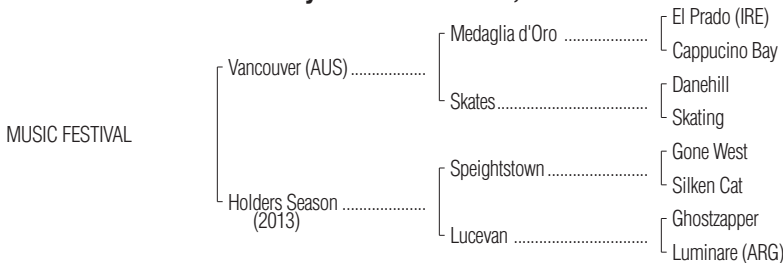 El Prado (IRE)
Medaglia d'Oro ....................
Cappucino Bay
Vancouver (AUS) ..................
Danehill
Skates....................................
Skating
MUSIC FESTIVAL
Gone West
Speightstown ........................
Silken Cat
Holders Season ....................
(2013)
Ghostzapper
Lucevan ................................
Luminare (ARG)